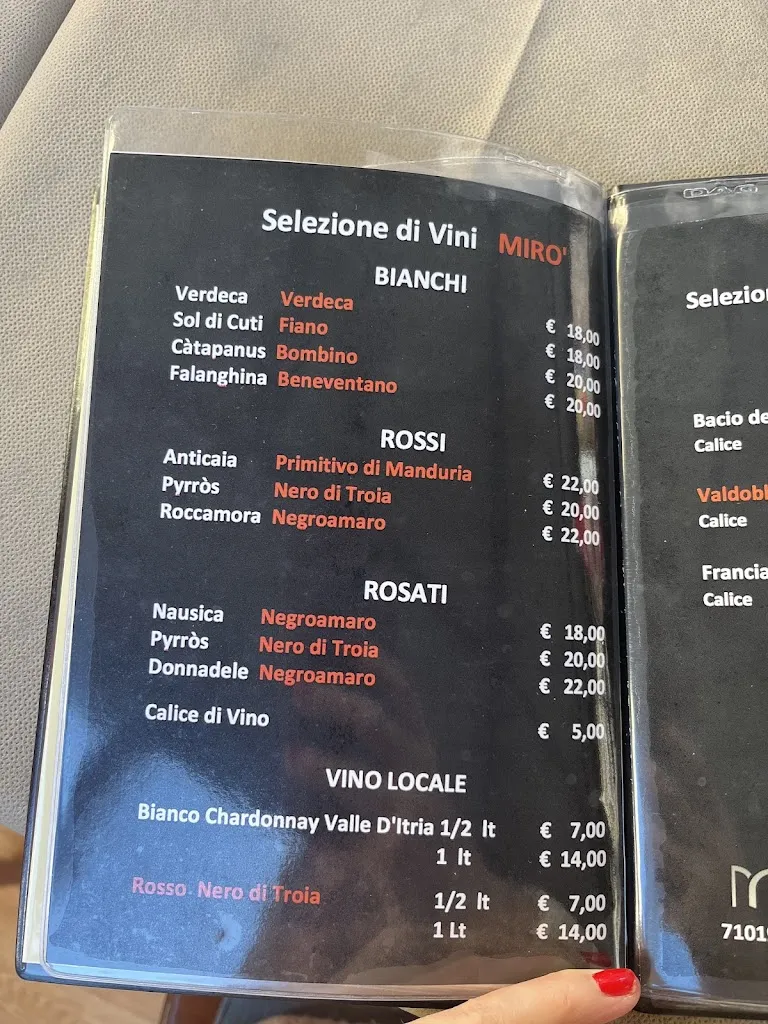 Selezione di Vini MIRO'
BIANCHI
Verdeca Verdeca € 18,00
Sol di Cuti Fiano € 18,00
Càtapanus Bombino € 20,00
Falanghina Beneventano € 20,00
ROSSI
Anticaia Primitivo di Manduria € 22,00
Pyrròs Nero di Troia € 20,00
Roccamora Negroamaro € 22,00
ROSATI
Nausica Negroamaro € 18,00
Pyrròs Nero di Troia € 20,00
Donnadele Negroamaro € 22,00
Calice di Vino € 5,00
VINO LOCALE
Bianco Chardonnay Valle D'Itria 1/2 lt € 7,00
1 lt € 14,00
Rosso Nero di Troia 1/2 lt € 7,00
1 Lt € 14,00
DAG
Selezio
Bacio de
Calice
Valdobb
Calice
Francia
Calice
7101